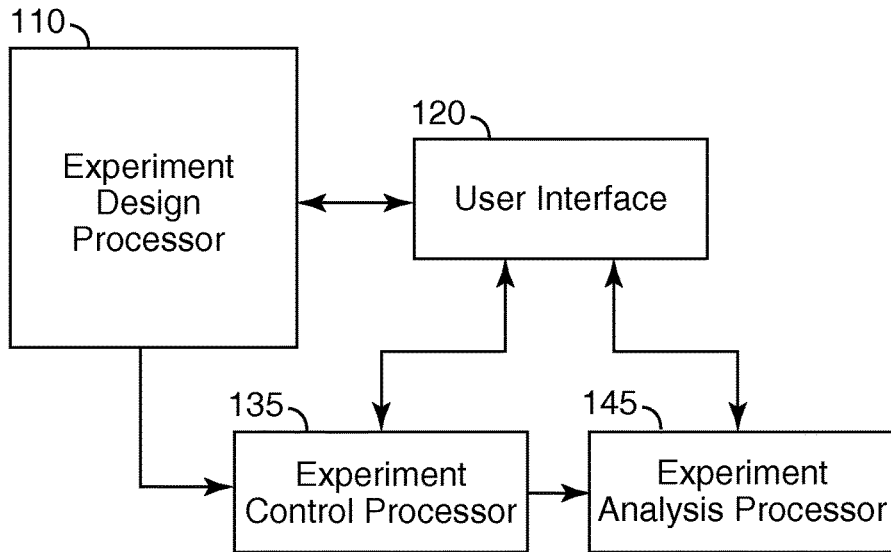 110
Experiment
Design
Processor
120
User Interface
135
Experiment
Control Processor
145
Experiment
Analysis Processor